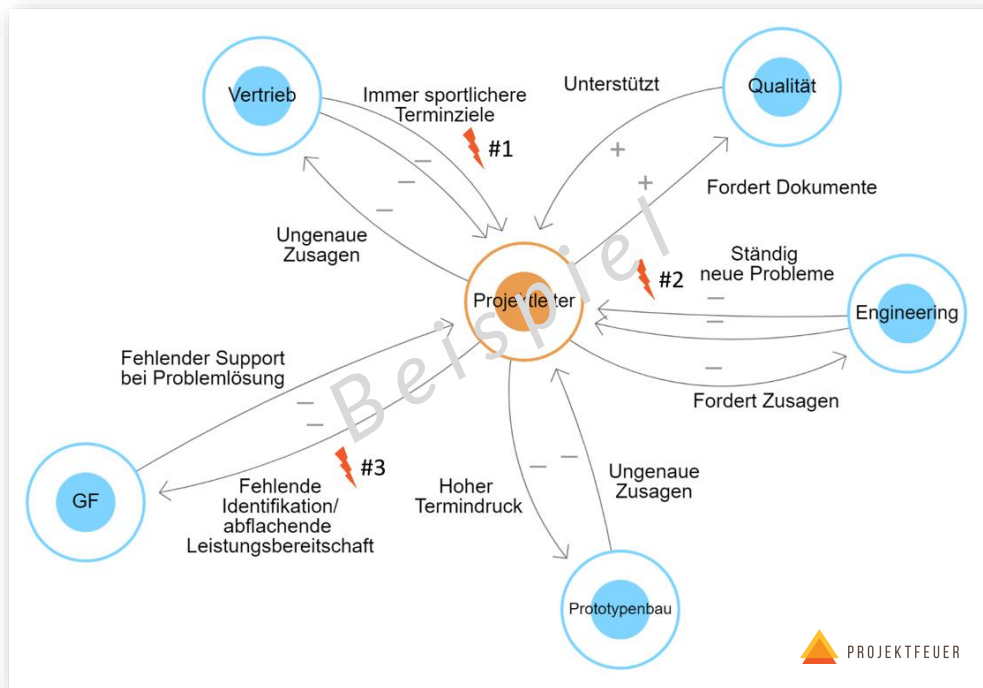 Vertrieb
Immer sportlichere
Terminziele
#1
Unterstützt
Qualität
Fordert Dokumente
Ungenaue
Zusagen
Ständig
neue Probleme
#2
Projektleiter
Engineering
Beispiel
Fehlender Support
bei Problemlösung
Fordert Zusagen
#3
GF
Fehlende
Identifikation/
abflachende
Leistungsbereitschaft
Hoher
Termindruck
Ungenaue
Zusagen
Prototypenbau
PROJEKTFEUER